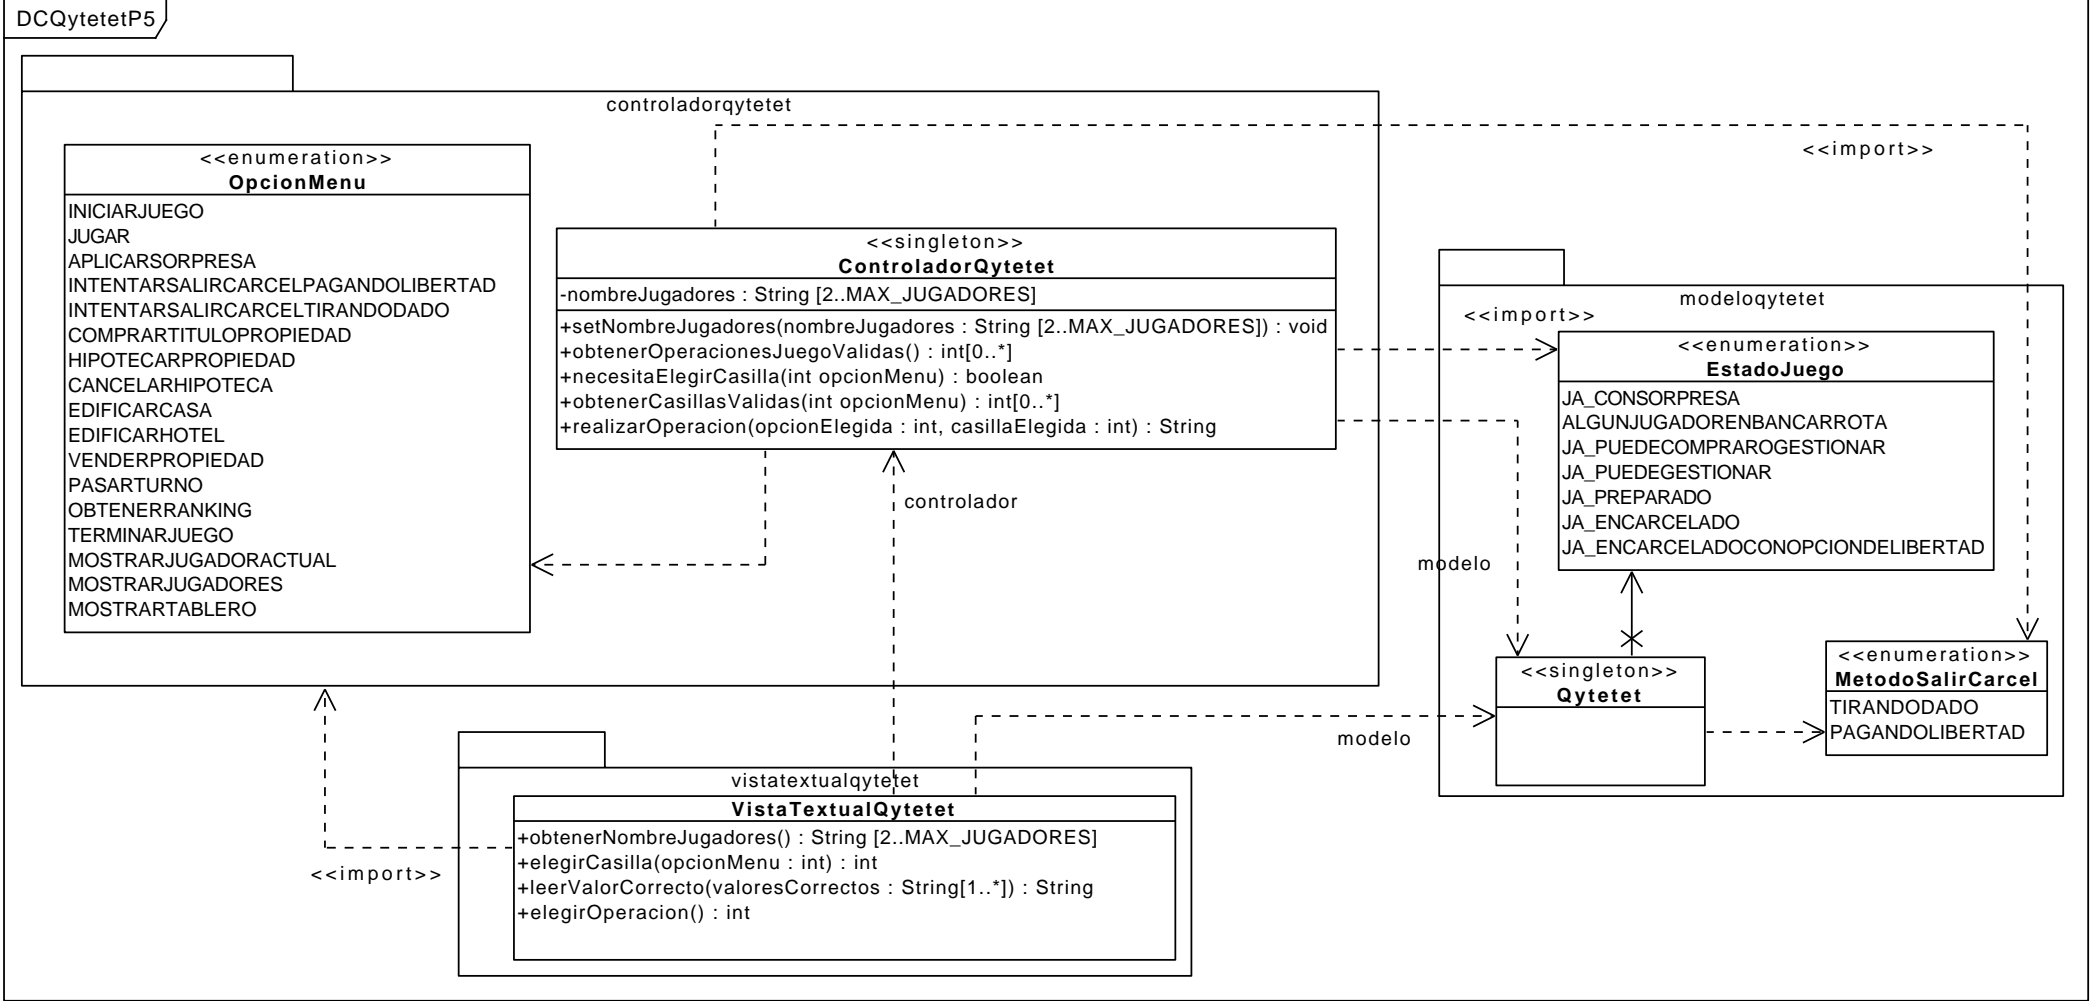 DCQytetetP5
controladorqytetet
<<import>>
<<enumeration>>
OpcionMenu
INICIARJUEGO
JUGAR
APLICARSORPRESA
INTENTARSALIRCARCELPAGANDOLIBERTAD
INTENTARSALIRCARCELTIRANDODADO
COMPRARTITULOPROPIEDAD
HIPOTECARPROPIEDAD
CANCELARHIPOTECA
EDIFICARCASA
EDIFICARHOTEL
VENDERPROPIEDAD
PASARTURNO
OBTENERRANKING
TERMINARJUEGO
MOSTRARJUGADORACTUAL
MOSTRARJUGADORES
MOSTRARTABLERO
<<singleton>>
ControladorQytetet
-nombreJugadores : String [2..MAX_JUGADORES]
+setNombreJugadores(nombreJugadores : String [2..MAX_JUGADORES]) : void
+obtenerOperacionesJuegoValidas() : int[0..*]
+necesitaElegirCasilla(int opcionMenu) : boolean
+obtenerCasillasValidas(int opcionMenu) : int[0..*]
+realizarOperacion(opcionElegida : int, casillaElegida : int) : String
controlador
modeloqytetet
<<import>>
<<enumeration>>
EstadoJuego
JA_CONSORPRESA
ALGUNJUGADORENBANCARROTA
JA_PUEDECOMPRAROGESTIONAR
JA_PUEDEGESTIONAR
JA_PREPARADO
JA_ENCARCELADO
JA_ENCARCELADOCONOPCIONDELIBERTAD
modelo
<<singleton>>
Qytetet
<<enumeration>>
MetodoSalirCarcel
TIRANDODADO
PAGANDOLIBERTAD
modelo
vistatextualqytetet
VistaTextualQytetet
+obtenerNombreJugadores() : String [2..MAX_JUGADORES]
+elegirCasilla(opcionMenu : int) : int
+leerValorCorrecto(valoresCorrectos : String[1..*]) : String
+elegirOperacion() : int
<<import>>